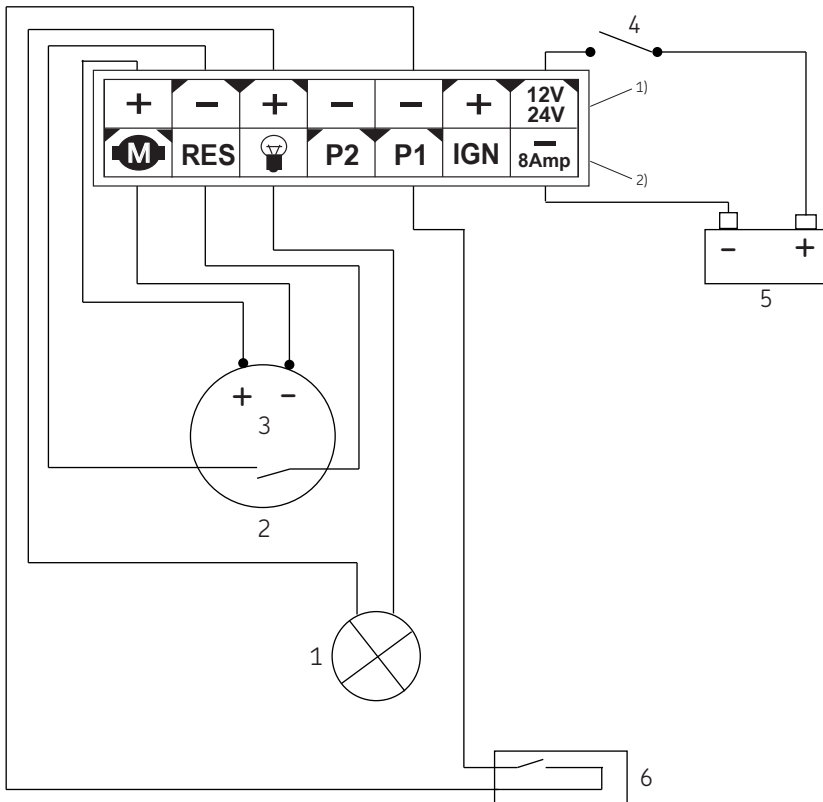 4
+ − + − − + 12V
24V
1)
M RES P2 P1 IGN −
8Amp
2)
− +
5
+ −
3
2
1
6